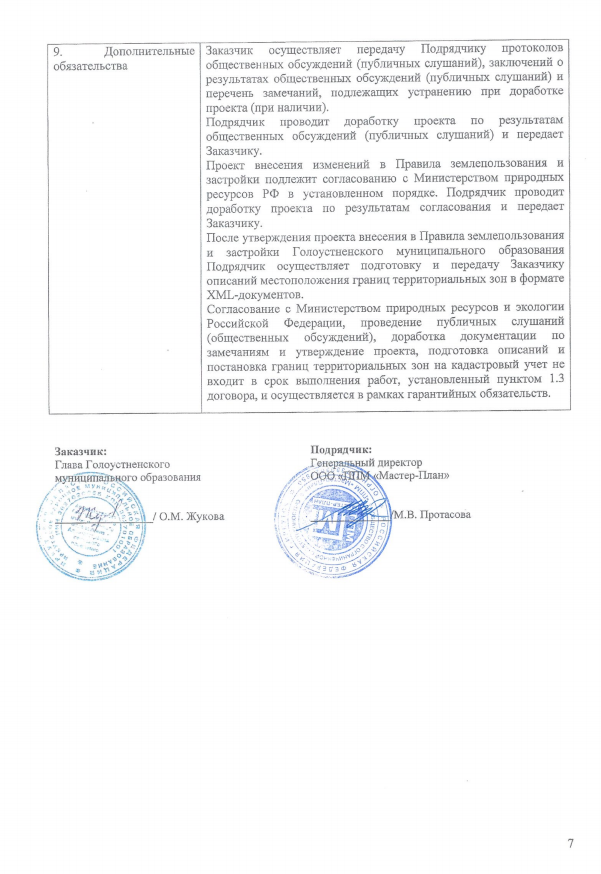 9. Дополнительные
обязательства
Заказчик осуществляет передачу Подрядчику протоколов
общественных обсуждений (публичных слушаний), заключений о
результатах общественных обсуждений (публичных слушаний) и
перечень замечаний, подлежащих устранению при доработке
проекта (при наличии).
Подрядчик проводит доработку проекта по результатам
общественных обсуждений (публичных слушаний) и передает
Заказчику.
Проект внесения изменений в Правила землепользования и
застройки подлежит согласованию с Министерством природных
ресурсов РФ в установленном порядке. Подрядчик проводит
доработку проекта по результатам согласования и передает
Заказчику.
После утверждения проекта внесения в Правила землепользования
и застройки Голоустненского муниципального образования
Подрядчик осуществляет подготовку и передачу Заказчику
описаний местоположения границ территориальных зон в формате
XML-документов.
Согласование с Министерством природных ресурсов и экологии
Российской Федерации, проведение публичных слушаний
(общественных обсуждений), доработка документации по
замечаниям и утверждение проекта, подготовка описаний и
постановка границ территориальных зон на кадастровый учет не
входит в срок выполнения работ, установленный пунктом 1.3
договора, и осуществляется в рамках гарантийных обязательств.
Заказчик:
Глава Голоустненского
муниципального образования
/ О.М. Жукова
Подрядчик:
Генеральный директор
ООО «ППМ «Мастер-План»
/М.В. Протасова
7